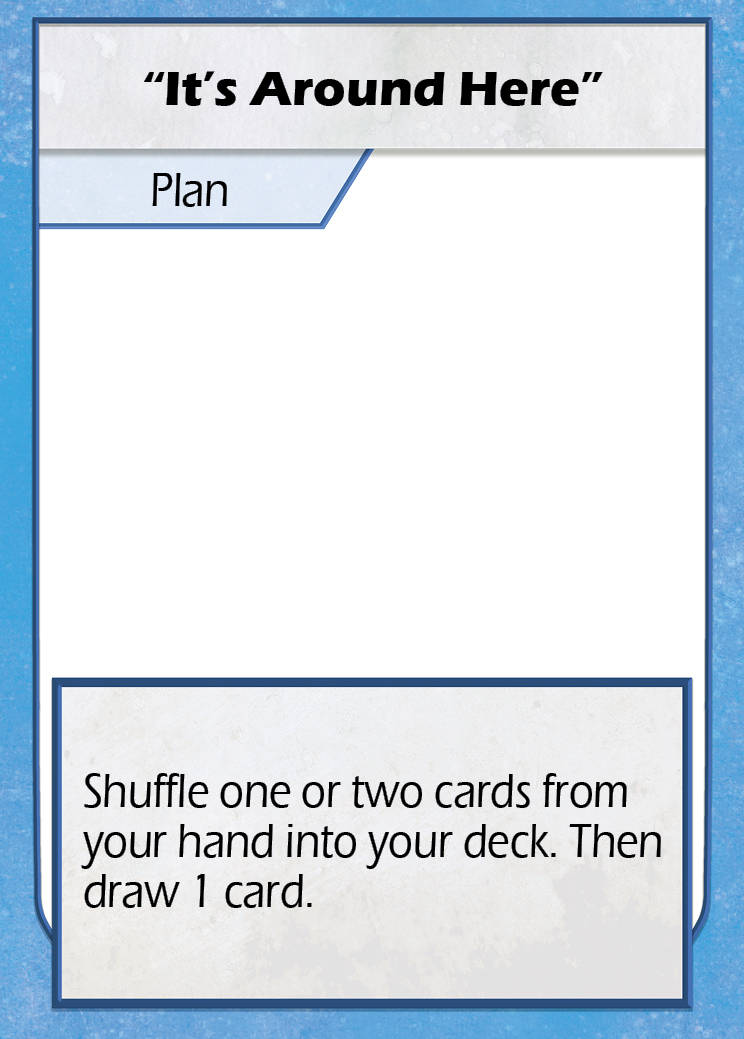 “It’s Around Here”
Plan
Shuffle one or two cards from
your hand into your deck. Then
draw 1 card.